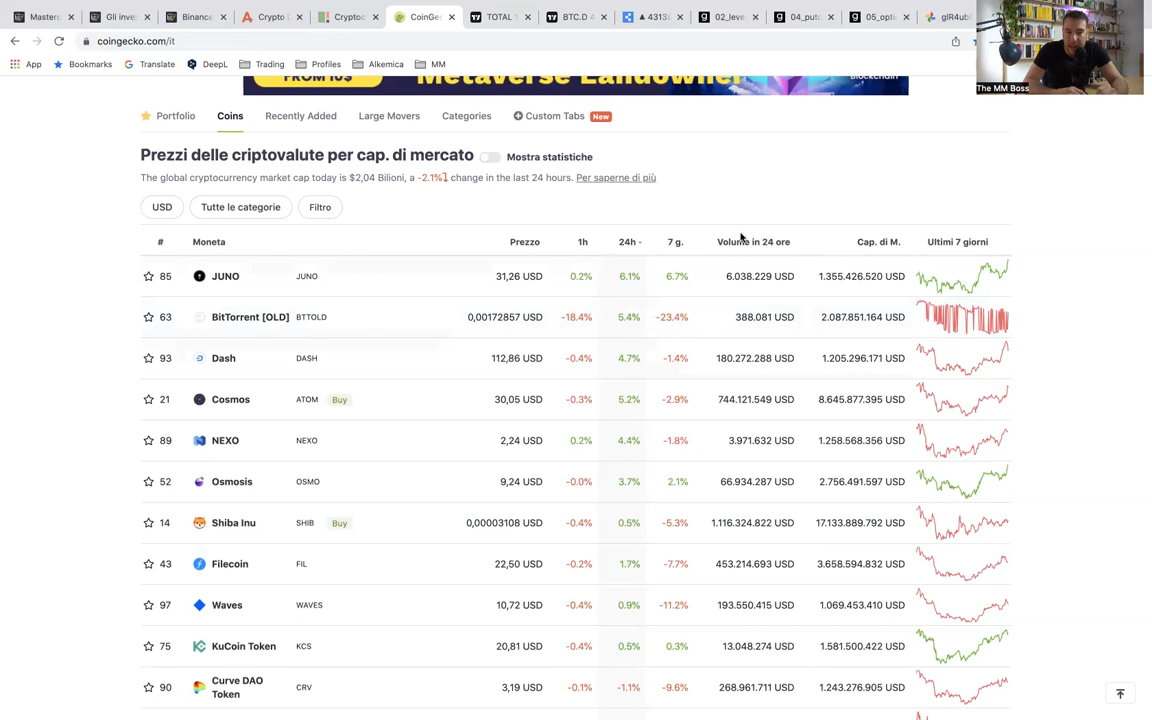 Masterc
Gli inves
Binance
Crypto
Cryptoc
CoinGec
TOTAL
BTC.D 4
▲ 4313
02_leve
04_puto
05_opti
glR4ubl
coingecko.com/it
App Bookmarks Translate DeepL Trading Profiles Alkemica MM
The MM Boss
FROM 10$ Metaverse Landowner Blockchain
Portfolio Coins Recently Added Large Movers Categories Custom Tabs New
Prezzi delle criptovalute per cap. di mercato Mostra statistiche
The global cryptocurrency market cap today is $2,04 Bilioni, a -2.1% change in the last 24 hours. Per saperne di più
USD Tutte le categorie Filtro
# Moneta Prezzo 1h 24h 7 g. Volume in 24 ore Cap. di M. Ultimi 7 giorni
85 JUNO JUNO 31,26 USD 0.2% 6.1% 6.7% 6.038.229 USD 1.355.426.520 USD
63 BitTorrent [OLD] BTTOLD 0,00172857 USD -18.4% 5.4% -23.4% 388.081 USD 2.087.851.164 USD
93 Dash DASH 112,86 USD -0.4% 4.7% -1.4% 180.272.288 USD 1.205.296.171 USD
21 Cosmos ATOM Buy 30,05 USD -0.3% 5.2% -2.9% 744.121.549 USD 8.645.877.395 USD
89 NEXO NEXO 2,24 USD 0.2% 4.4% -1.8% 3.971.632 USD 1.258.568.356 USD
52 Osmosis OSMO 9,24 USD -0.0% 3.7% 2.1% 66.934.287 USD 2.756.491.597 USD
14 Shiba Inu SHIB Buy 0,00003108 USD -0.4% 0.5% -5.3% 1.116.324.822 USD 17.133.889.792 USD
43 Filecoin FIL 22,50 USD -0.2% 1.7% -7.7% 453.214.693 USD 3.658.594.832 USD
97 Waves WAVES 10,72 USD -0.4% 0.9% -11.2% 193.550.415 USD 1.069.453.410 USD
75 KuCoin Token KCS 20,81 USD -0.4% 0.5% 0.3% 13.048.274 USD 1.581.500.422 USD
90 Curve DAO Token CRV 3,19 USD -0.1% -1.1% -9.6% 268.961.711 USD 1.243.276.905 USD